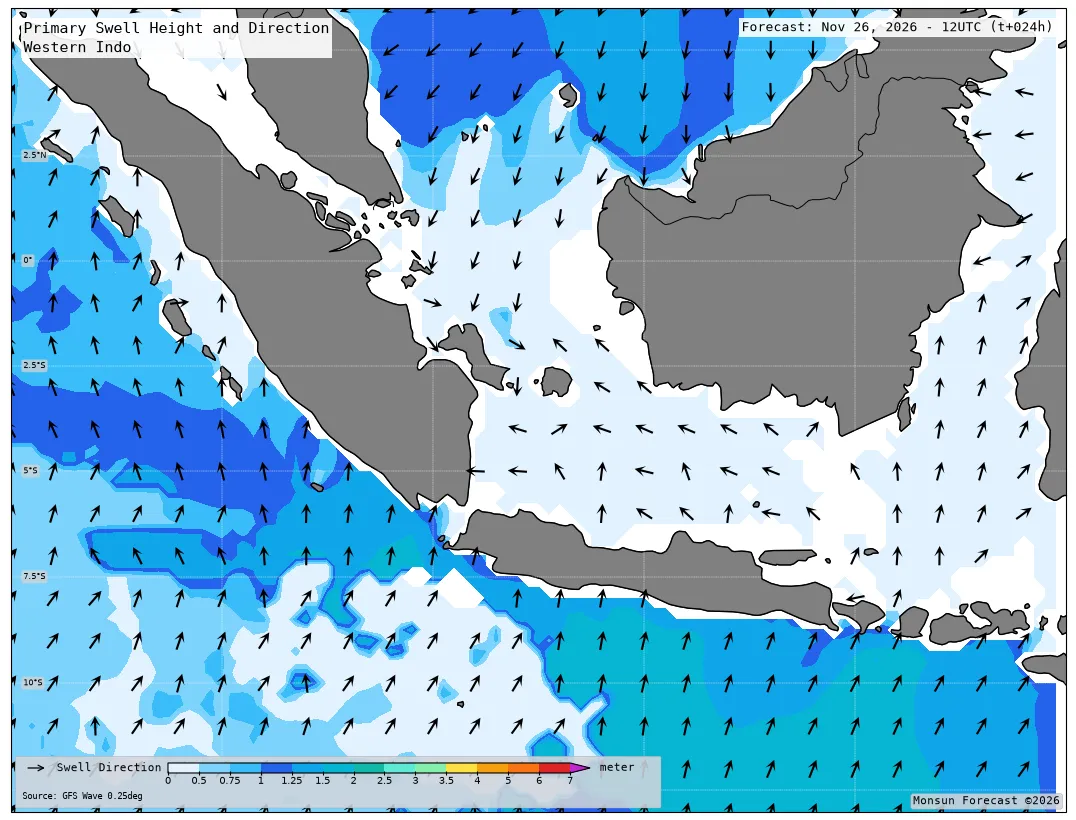 Primary Swell Height and Direction
Western Indo
Forecast: Nov 26, 2026 - 12UTC (t+024h)
2.5°N
0°
2.5°S
5°S
7.5°S
10°S
Swell Direction
meter
0 0.5 0.75 1 1.25 1.5 2 2.5 3 3.5 4 5 6 7
Source: GFS Wave 0.25deg
Monsun Forecast ©2026